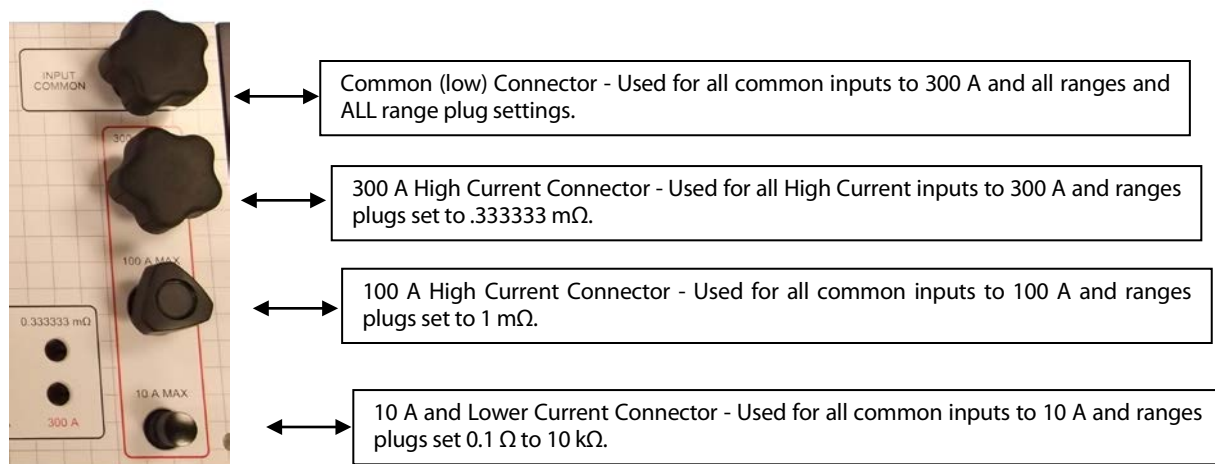 INPUT
COMMON
Common (low) Connector - Used for all common inputs to 300 A and all ranges and
ALL range plug settings.
300
300 A High Current Connector - Used for all High Current inputs to 300 A and ranges
plugs set to .333333 mΩ.
100 A MAX
100 A High Current Connector - Used for all common inputs to 100 A and ranges
plugs set to 1 mΩ.
0.333333 mΩ
300 A
10 A MAX
10 A and Lower Current Connector - Used for all common inputs to 10 A and ranges
plugs set 0.1 Ω to 10 kΩ.